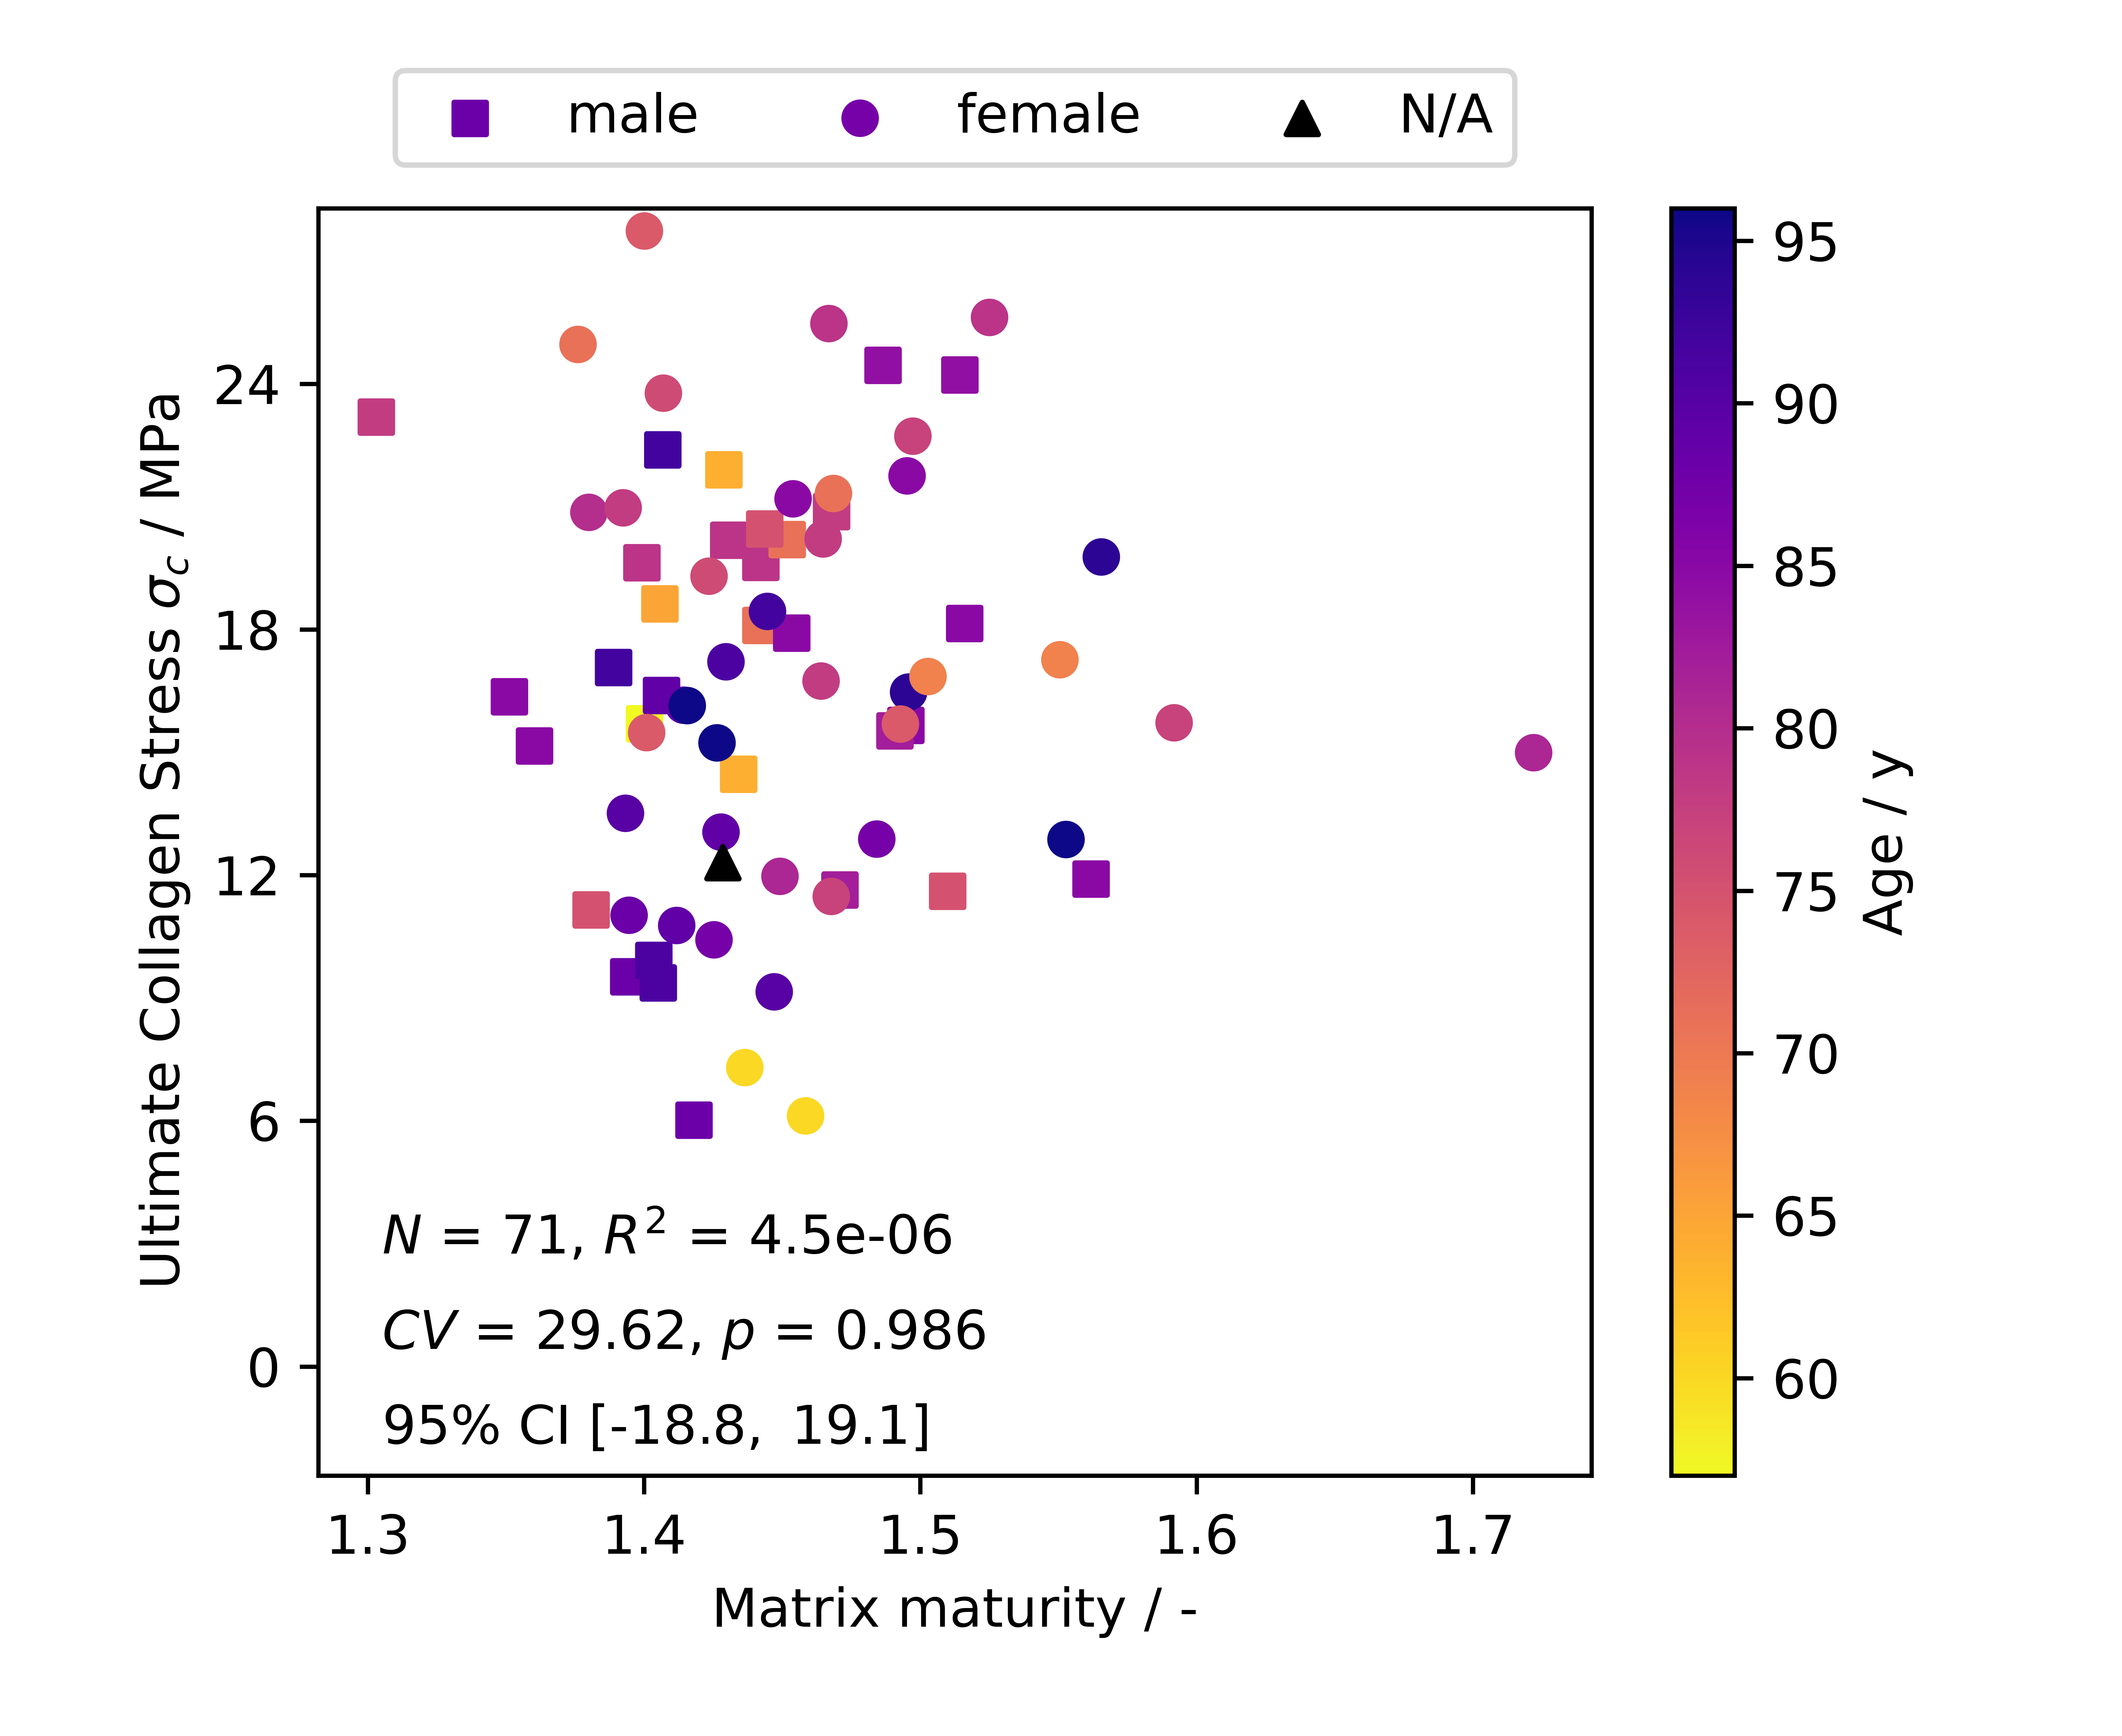 male female N/A
Ultimate Collagen Stress σc / MPa
24
18
12
6
0
N = 71, R² = 4.5e-06
CV = 29.62, p = 0.986
95% CI [-18.8, 19.1]
1.3 1.4 1.5 1.6 1.7
Matrix maturity / -
95
90
85
80
75
70
65
60
Age / y